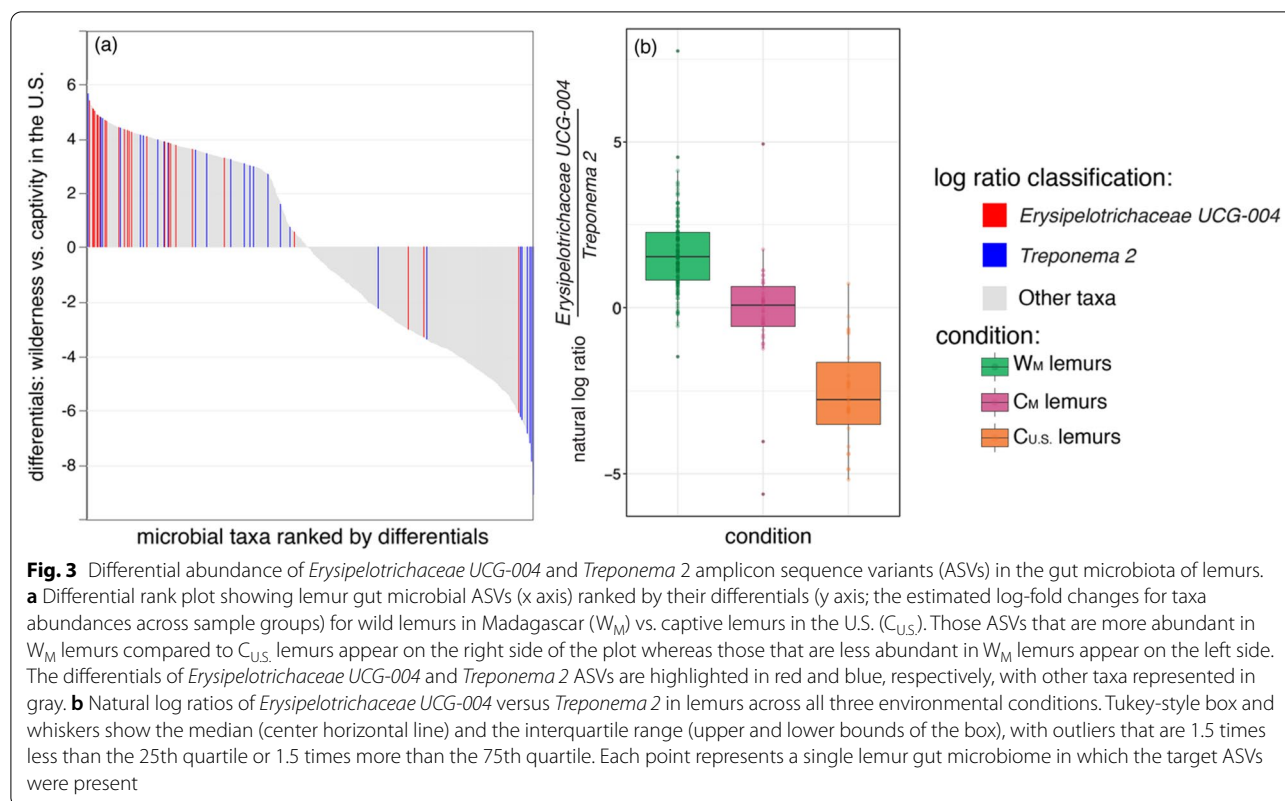 (a)
differentials: wilderness vs. captivity in the U.S.
6
4
2
0
-2
-4
-6
-8
microbial taxa ranked by differentials
(b)
natural log ratio
Erysipelotrichaceae UCG-004
Treponema 2
5
0
−5
condition
log ratio classification:
Erysipelotrichaceae UCG-004
Treponema 2
Other taxa
condition:
WM lemurs
CM lemurs
CU.S. lemurs
Fig. 3 Differential abundance of Erysipelotrichaceae UCG-004 and Treponema 2 amplicon sequence variants (ASVs) in the gut microbiota of lemurs.
a Differential rank plot showing lemur gut microbial ASVs (x axis) ranked by their differentials (y axis; the estimated log-fold changes for taxa
abundances across sample groups) for wild lemurs in Madagascar (WM) vs. captive lemurs in the U.S. (CU.S.). Those ASVs that are more abundant in
WM lemurs compared to CU.S. lemurs appear on the right side of the plot whereas those that are less abundant in WM lemurs appear on the left side.
The differentials of Erysipelotrichaceae UCG-004 and Treponema 2 ASVs are highlighted in red and blue, respectively, with other taxa represented in
gray. b Natural log ratios of Erysipelotrichaceae UCG-004 versus Treponema 2 in lemurs across all three environmental conditions. Tukey-style box and
whiskers show the median (center horizontal line) and the interquartile range (upper and lower bounds of the box), with outliers that are 1.5 times
less than the 25th quartile or 1.5 times more than the 75th quartile. Each point represents a single lemur gut microbiome in which the target ASVs
were present